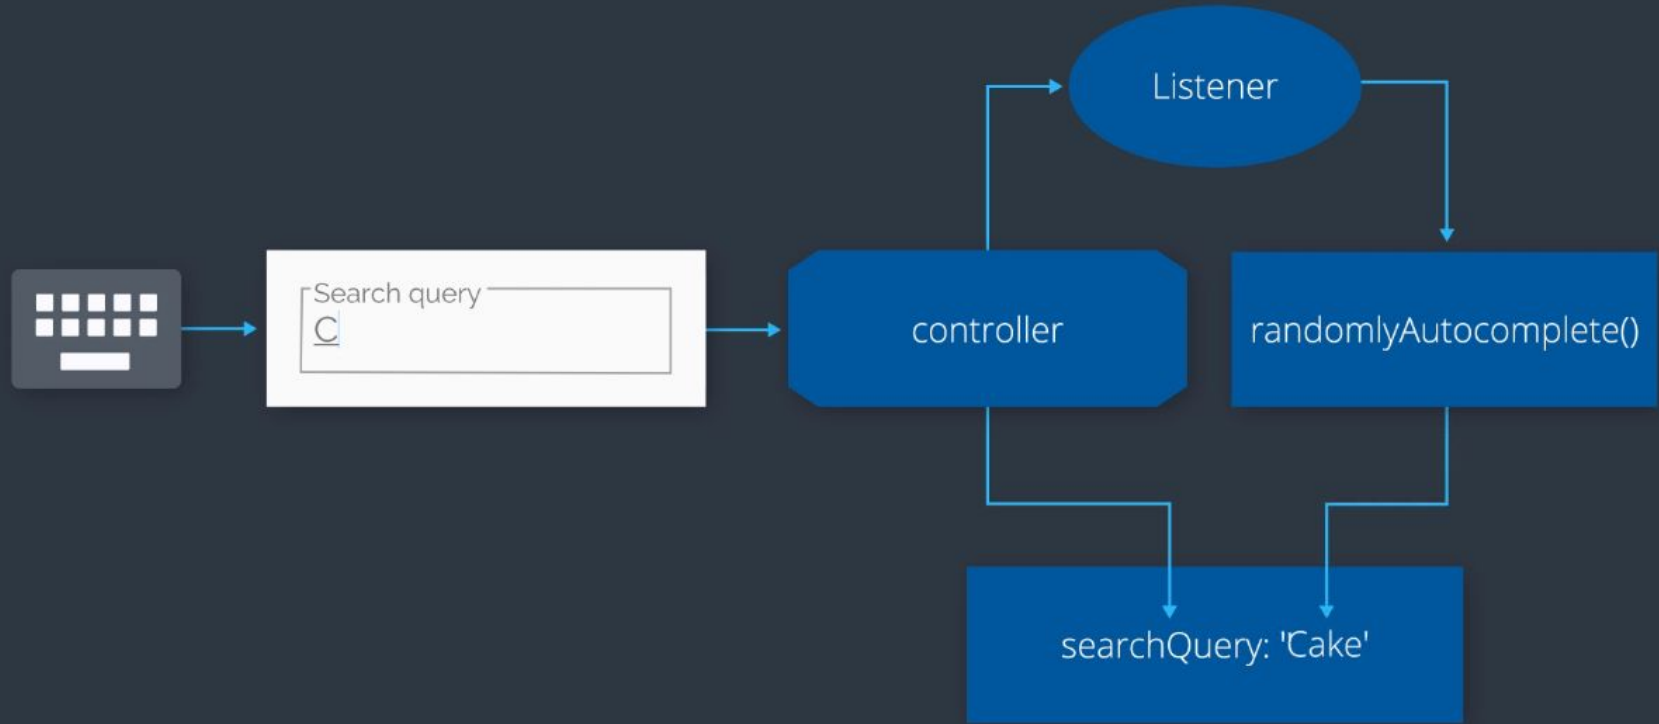 Listener
Search query
C
controller
randomlyAutocomplete()
searchQuery: 'Cake'